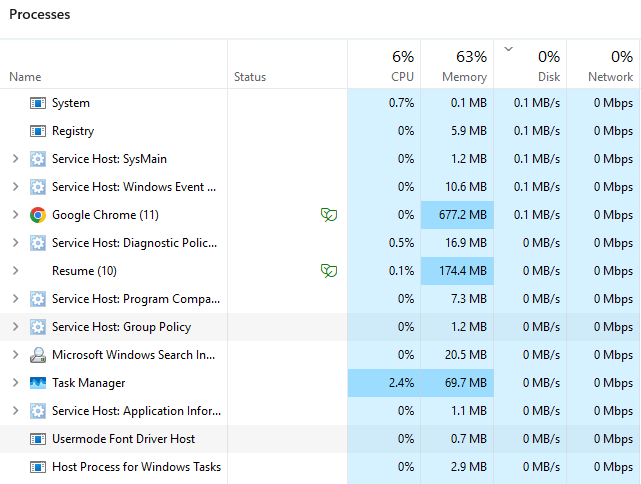 Processes
6% 63% 0% 0%
Name Status CPU Memory Disk Network
System 0.7% 0.1 MB 0.1 MB/s 0 Mbps
Registry 0% 5.9 MB 0.1 MB/s 0 Mbps
Service Host: SysMain 0% 1.2 MB 0.1 MB/s 0 Mbps
Service Host: Windows Event ... 0% 10.6 MB 0.1 MB/s 0 Mbps
Google Chrome (11) 0% 677.2 MB 0.1 MB/s 0 Mbps
Service Host: Diagnostic Polic... 0.5% 16.9 MB 0 MB/s 0 Mbps
Resume (10) 0.1% 174.4 MB 0 MB/s 0 Mbps
Service Host: Program Compa... 0% 7.3 MB 0 MB/s 0 Mbps
Service Host: Group Policy 0% 1.2 MB 0 MB/s 0 Mbps
Microsoft Windows Search In... 0% 20.5 MB 0 MB/s 0 Mbps
Task Manager 2.4% 69.7 MB 0 MB/s 0 Mbps
Service Host: Application Infor... 0% 1.1 MB 0 MB/s 0 Mbps
Usermode Font Driver Host 0% 0.7 MB 0 MB/s 0 Mbps
Host Process for Windows Tasks 0% 2.9 MB 0 MB/s 0 Mbps